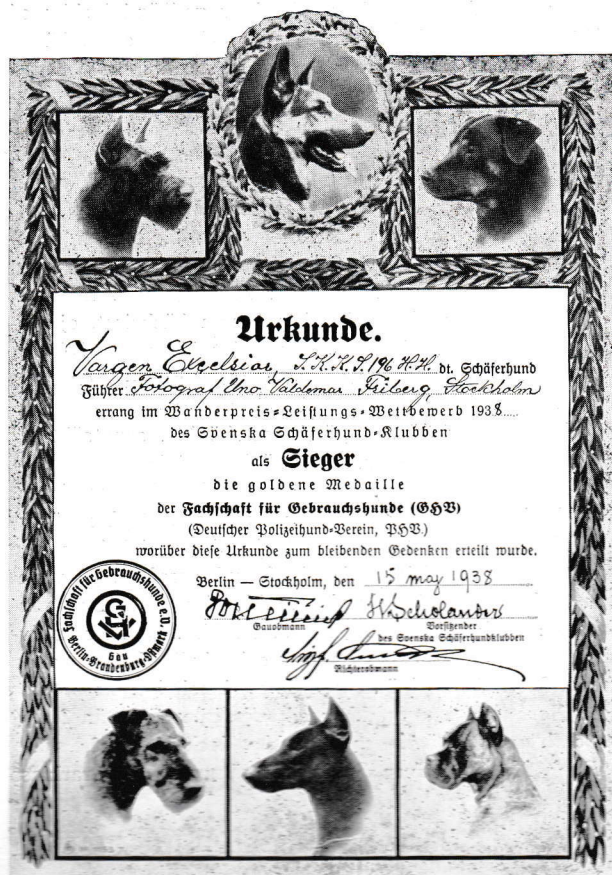 Urkunde.
Vargen Excelsior, S.K.K.S.196 H.H. dt. Schäferhund
Führer Fotograf Uno Valdemar Friberg, Stockholm
errang im Wanderpreis-Leistungs-Wettbewerb 1938
des Svenska Schäferhund-Klubben
als Sieger
die goldene Medaille
der Fachschaft für Gebrauchshunde (GHV)
(Deutscher Polizeihund-Verein, PHV.)
worüber diese Urkunde zum bleibenden Gedenken erteilt wurde.
Berlin — Stockholm, den 15 maj 1938
Scholander
Gauobmann
Vorsitzender
des Svenska Schäferhundklubben
Richterobmann
Fachschaft für Gebrauchshunde e.V.
GHV
Gau
Berlin-Brandenburg-Ostmark